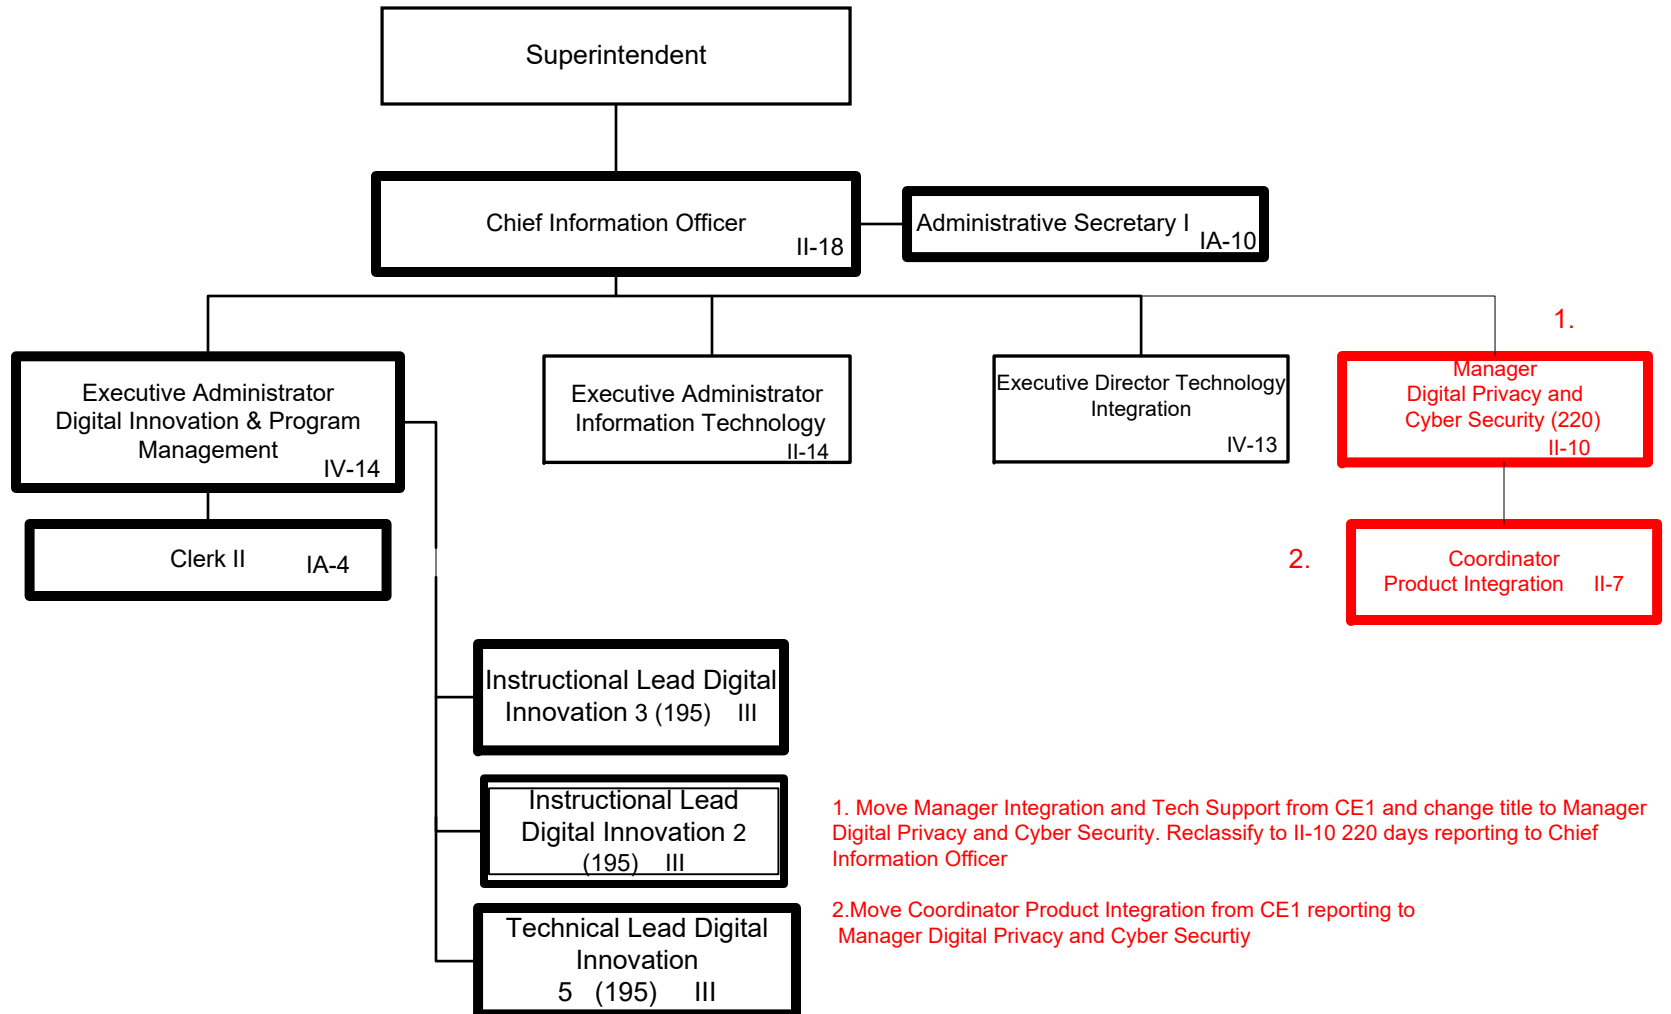 Superintendent
Chief Information Officer
II-18
Administrative Secretary I
IA-10
1.
Executive Administrator
Digital Innovation & Program
Management
IV-14
Executive Administrator
Information Technology
II-14
Executive Director Technology
Integration
IV-13
Manager
Digital Privacy and
Cyber Security (220)
II-10
Clerk II IA-4
2.
Coordinator
Product Integration II-7
Instructional Lead Digital
Innovation 3 (195) III
Instructional Lead
Digital Innovation 2
(195) III
Technical Lead Digital
Innovation
5 (195) III
1. Move Manager Integration and Tech Support from CE1 and change title to Manager
Digital Privacy and Cyber Security. Reclassify to II-10 220 days reporting to Chief
Information Officer
2.Move Coordinator Product Integration from CE1 reporting to
Manager Digital Privacy and Cyber Securtiy